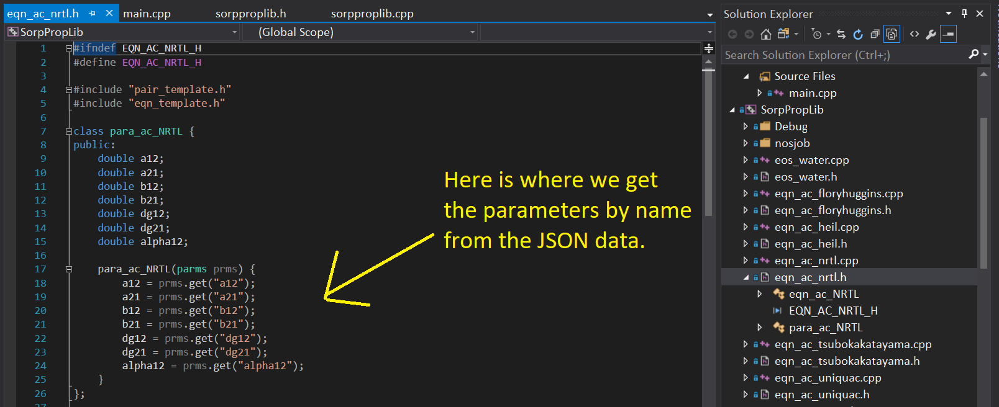 eqn_ac_nrtl.h main.cpp sorpproplib.h sorpproplib.cpp
SorpPropLib (Global Scope)
1 #ifndef EQN_AC_NRTL_H
2 #define EQN_AC_NRTL_H
3
4 #include "pair_template.h"
5 #include "eqn_template.h"
6
7 class para_ac_NRTL {
8 public:
9 double a12;
10 double a21;
11 double b12;
12 double b21;
13 double dg12;
14 double dg21;
15 double alpha12;
16
17 para_ac_NRTL(parms prms) {
18 a12 = prms.get("a12");
19 a21 = prms.get("a21");
20 b12 = prms.get("b12");
21 b21 = prms.get("b21");
22 dg12 = prms.get("dg12");
23 dg21 = prms.get("dg21");
24 alpha12 = prms.get("alpha12");
25 }
26 };
27
Here is where we get
the parameters by name
from the JSON data.
Solution Explorer
Search Solution Explorer (Ctrl+;)
Source Files
main.cpp
SorpPropLib
Debug
nosjob
eos_water.cpp
eos_water.h
eqn_ac_floryhuggins.cpp
eqn_ac_floryhuggins.h
eqn_ac_heil.cpp
eqn_ac_heil.h
eqn_ac_nrtl.cpp
eqn_ac_nrtl.h
eqn_ac_NRTL
EQN_AC_NRTL_H
para_ac_NRTL
eqn_ac_tsubokakatayama.cpp
eqn_ac_tsubokakatayama.h
eqn_ac_uniquac.cpp
eqn_ac_uniquac.h